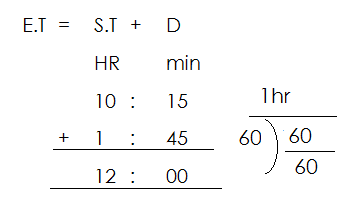 E.T = S.T + D
HR min
10 : 15
+ 1 : 45
12 : 00
1hr
60 60
60